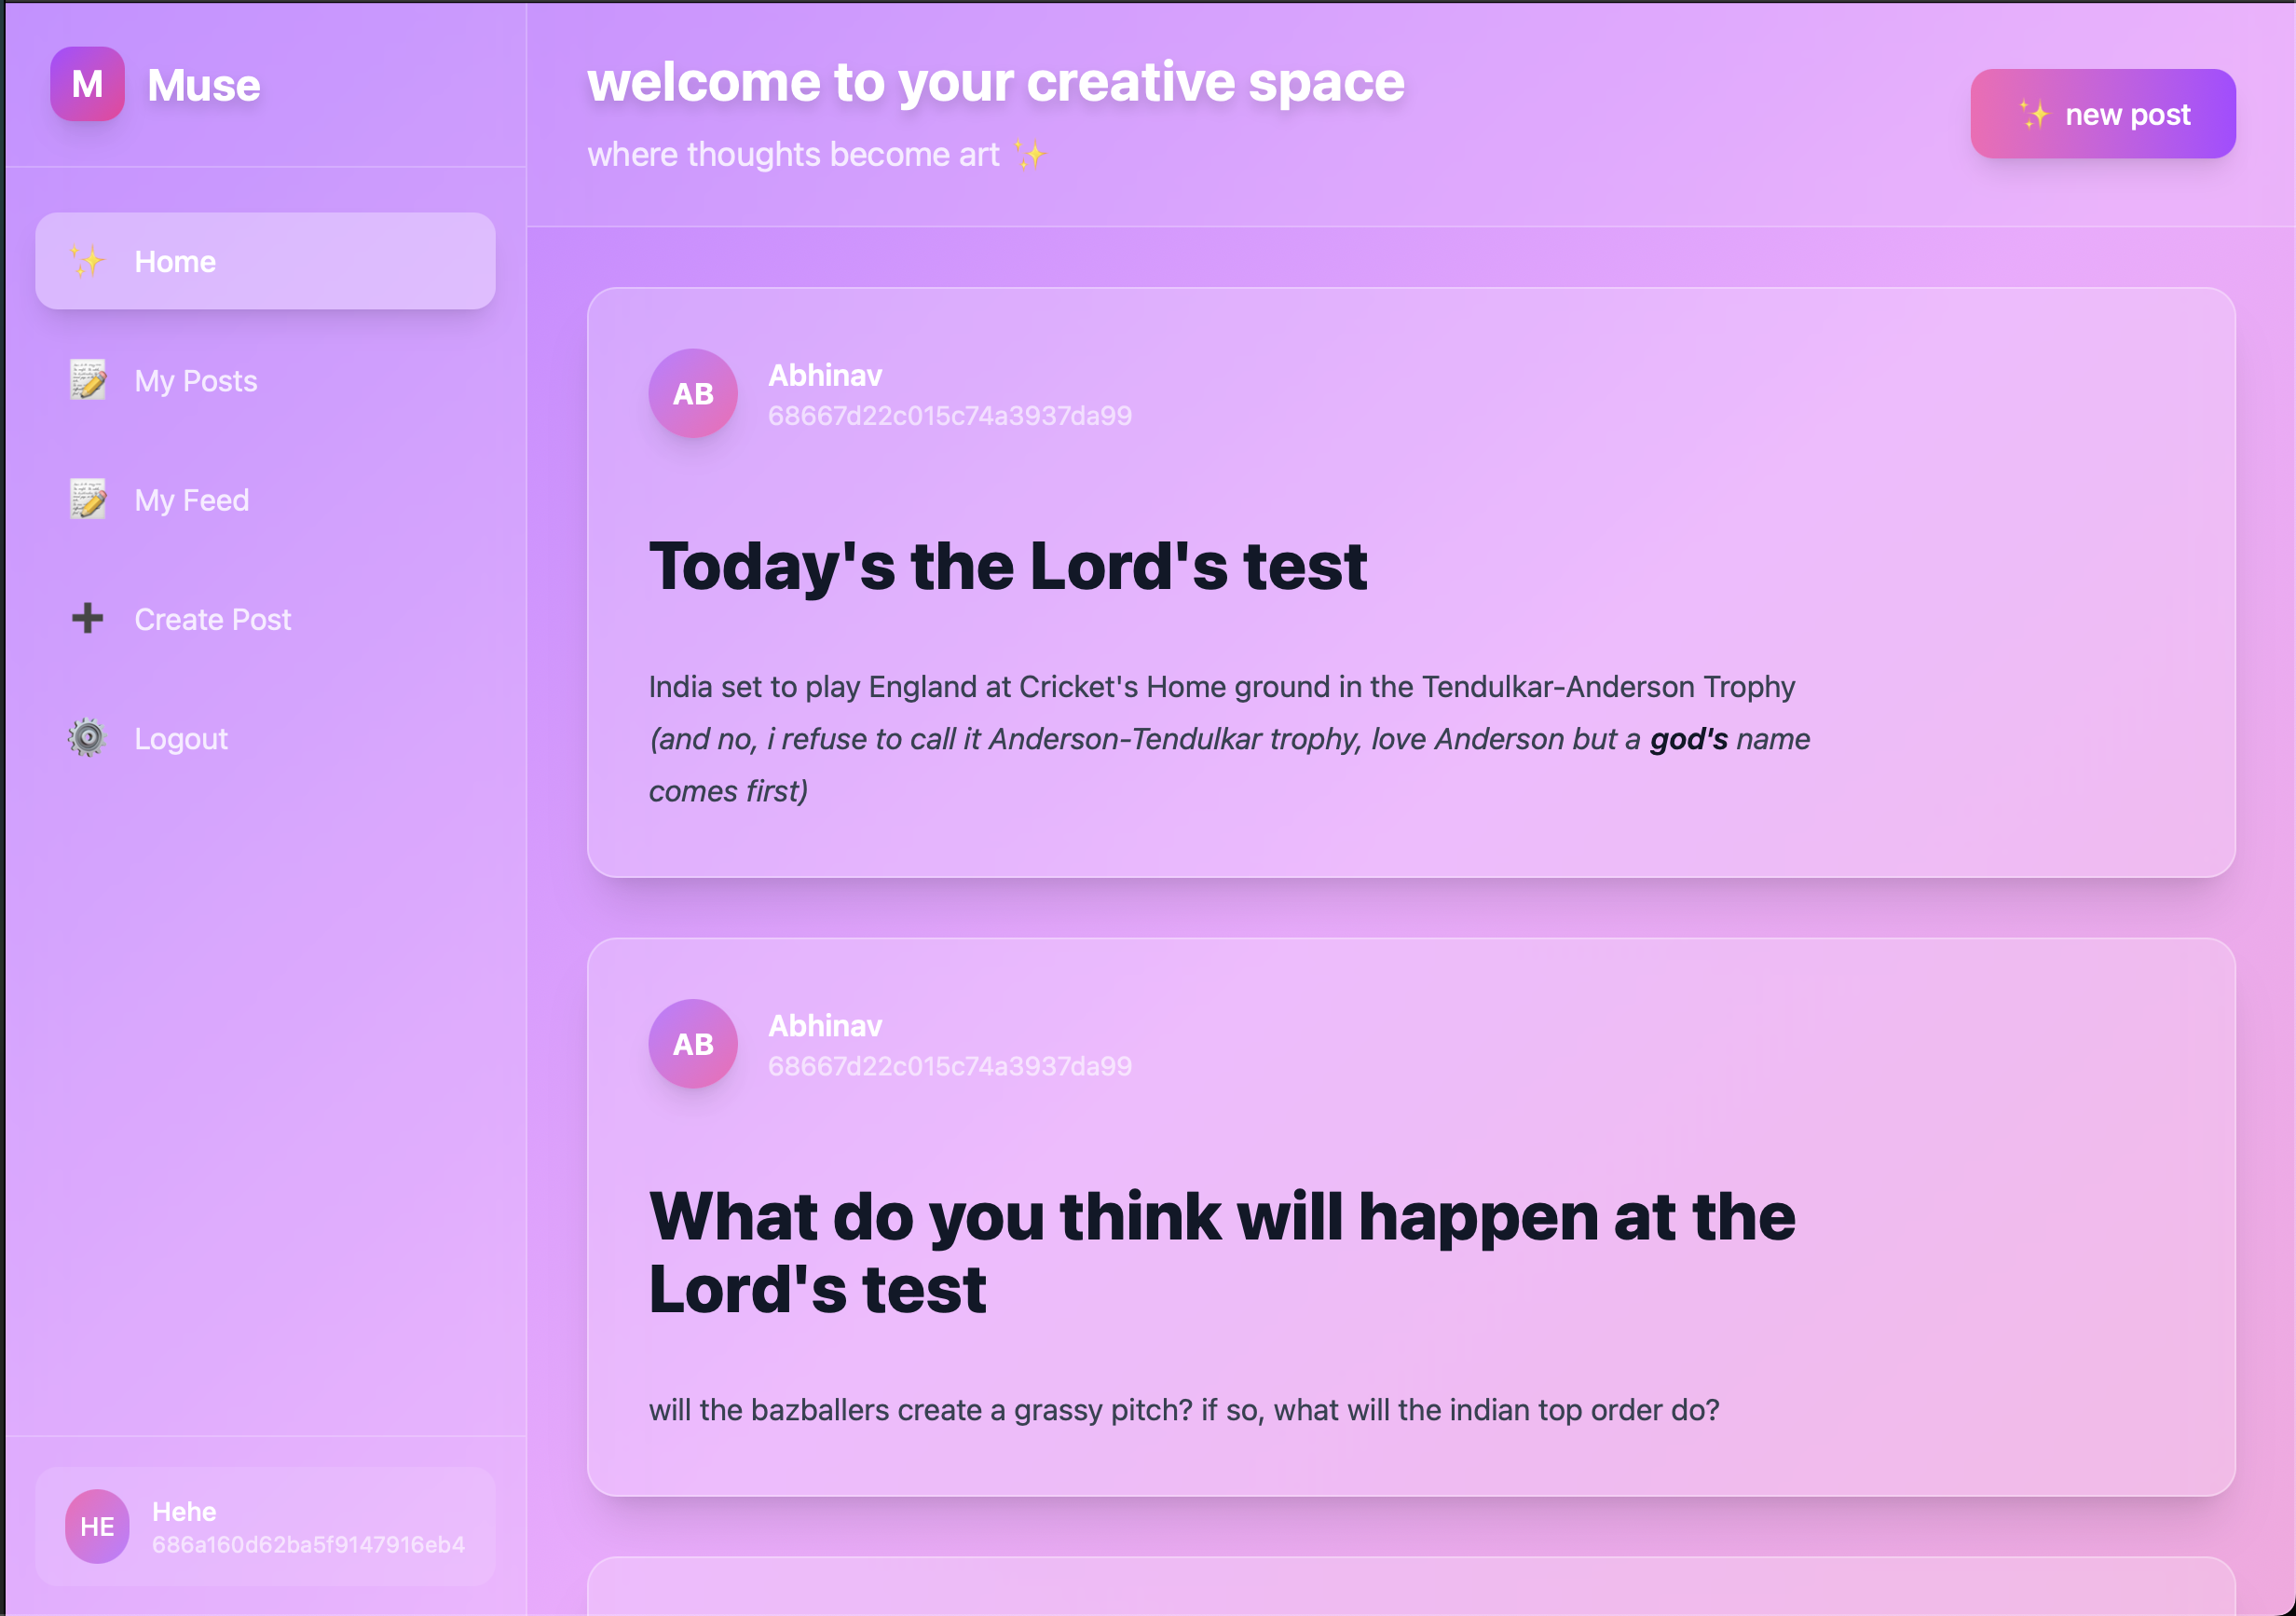 M Muse
✨ Home
📝 My Posts
📝 My Feed
➕ Create Post
⚙️ Logout
HE
Hehe
686a160d62ba5f9147916eb4
welcome to your creative space
where thoughts become art ✨
✨ new post
AB
Abhinav
68667d22c015c74a3937da99
Today's the Lord's test
India set to play England at Cricket's Home ground in the Tendulkar-Anderson Trophy
(and no, i refuse to call it Anderson-Tendulkar trophy, love Anderson but a god's name
comes first)
AB
Abhinav
68667d22c015c74a3937da99
What do you think will happen at the
Lord's test
will the bazballers create a grassy pitch? if so, what will the indian top order do?